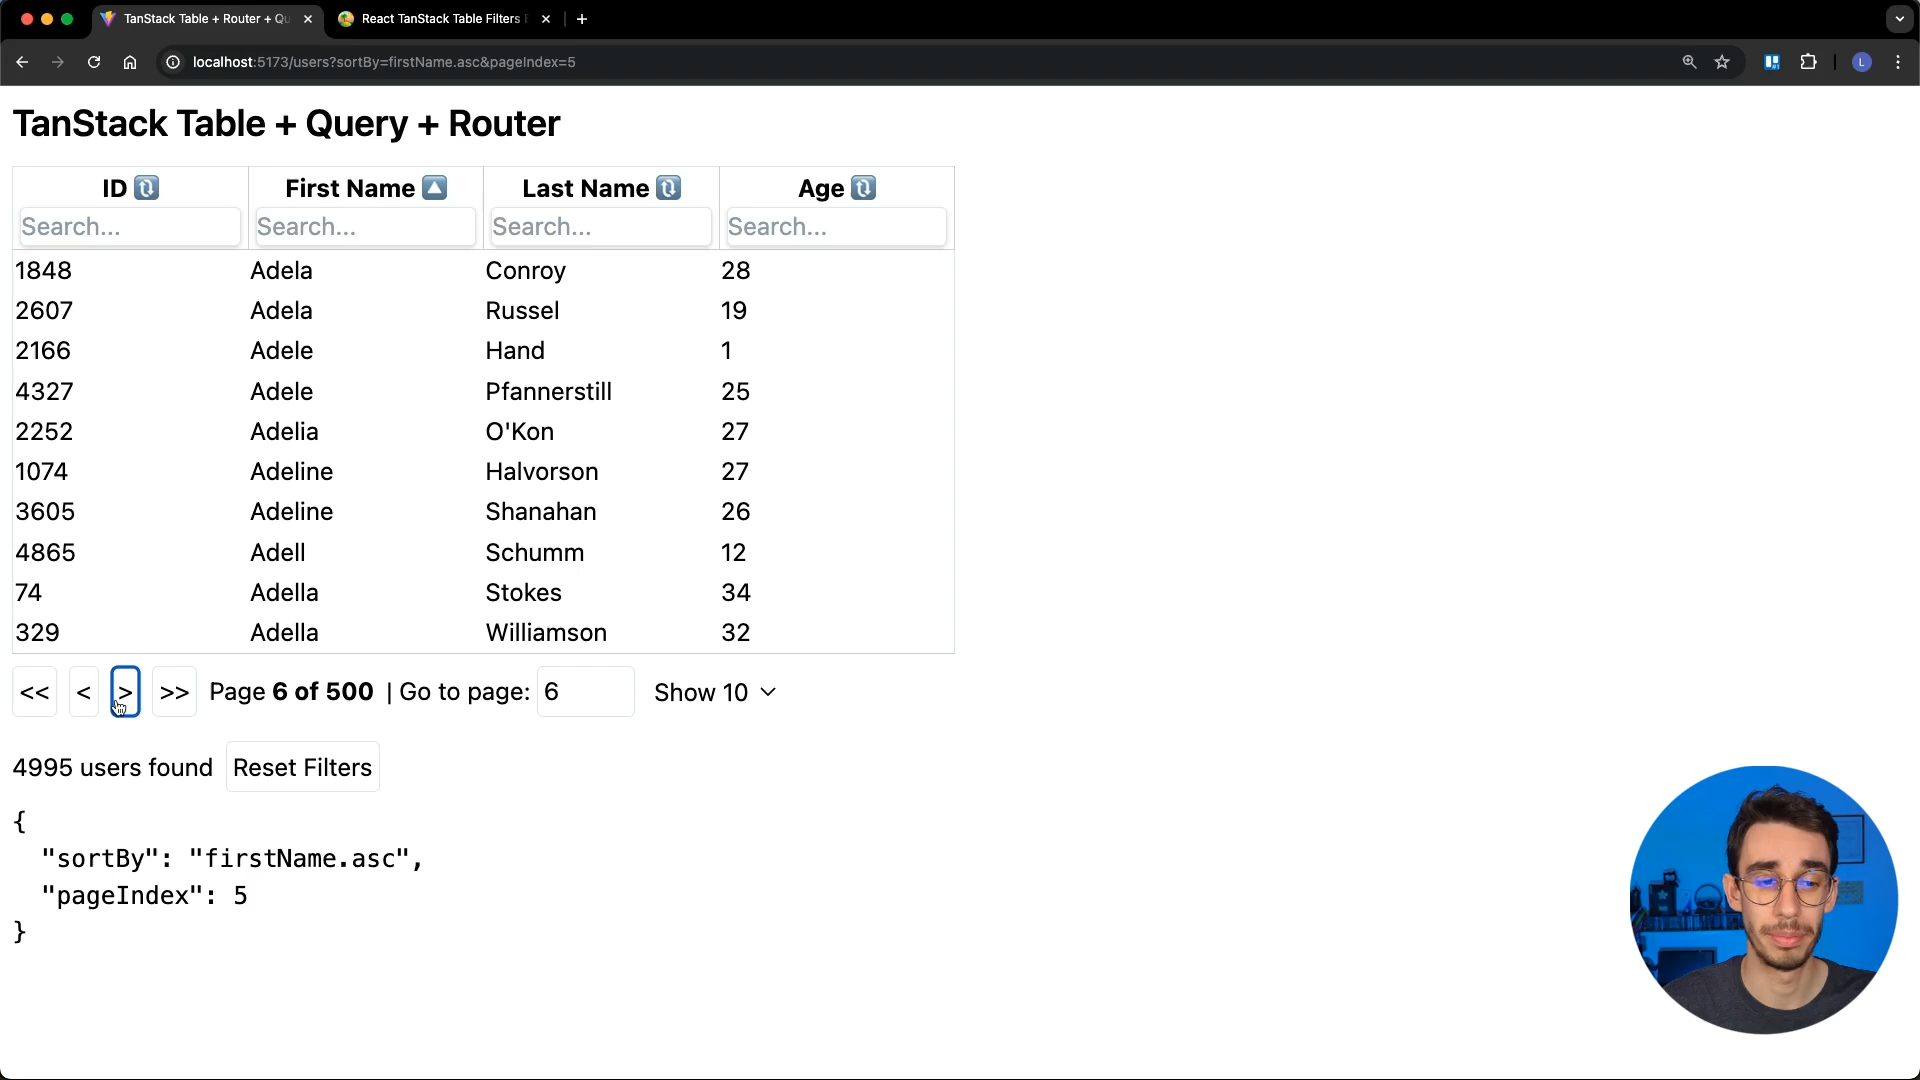 TanStack Table + Router + Qu
React TanStack Table Filters E
localhost:5173/users?sortBy=firstName.asc&pageIndex=5
L
TanStack Table + Query + Router
ID First Name Last Name Age
Search... Search... Search... Search...
1848 Adela Conroy 28
2607 Adela Russel 19
2166 Adele Hand 1
4327 Adele Pfannerstill 25
2252 Adelia O'Kon 27
1074 Adeline Halvorson 27
3605 Adeline Shanahan 26
4865 Adell Schumm 12
74 Adella Stokes 34
329 Adella Williamson 32
<< < > >> Page 6 of 500 | Go to page: 6 Show 10
4995 users found Reset Filters
{
"sortBy": "firstName.asc",
"pageIndex": 5
}